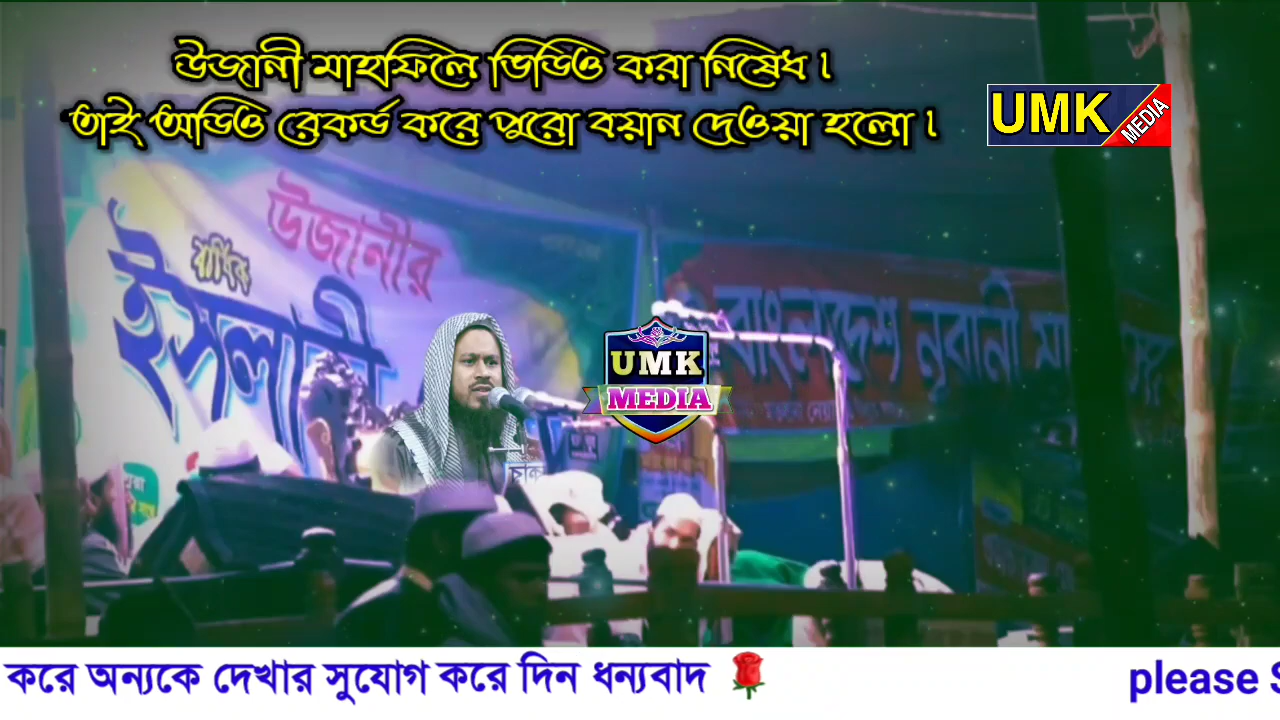 উজানী মাহফিলে ভিডিও করা নিষেধ ।
তাই অডিও রেকর্ড করে পুরো বয়ান দেওয়া হলো ।
UMK
MEDIA
উজানীর
বার্ষিক
ইসলামী
বাংলাদেশ নূরানী
UMK
MEDIA
করে অন্যকে দেখার সুযোগ করে দিন ধন্যবাদ
please S